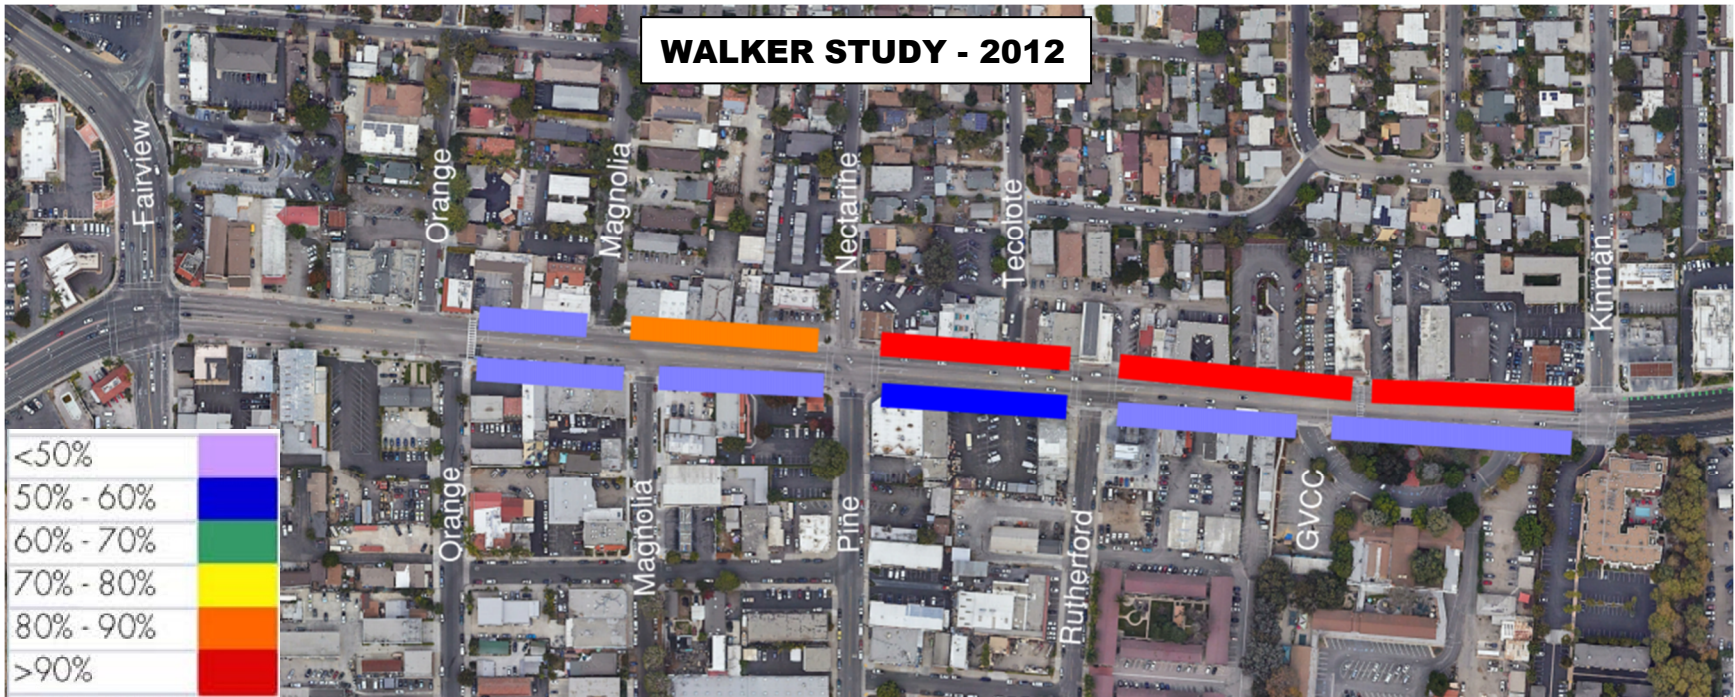 WALKER STUDY - 2012
Fairview
Orange
Magnolia
Nectarine
Tecolote
Kinman
Orange
Magnolia
Pine
Rutherford
GVCC
<50%
50% - 60%
60% - 70%
70% - 80%
80% - 90%
>90%